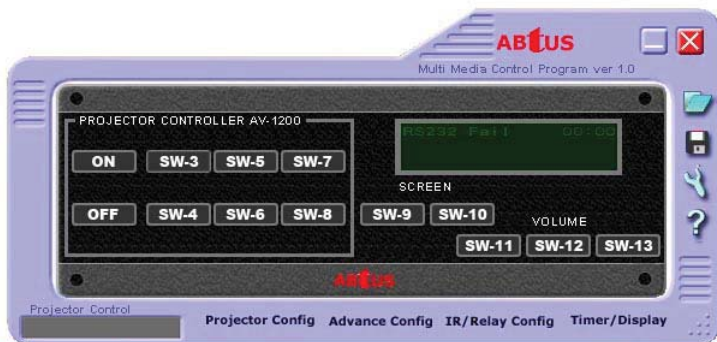 ABtUS
Multi Media Control Program ver 1.0
PROJECTOR CONTROLLER AV-1200
RS232 Fail 00:00
ON SW-3 SW-5 SW-7
SCREEN
OFF SW-4 SW-6 SW-8 SW-9 SW-10
VOLUME
SW-11 SW-12 SW-13
ABtUS
Projector Control
Projector Config Advance Config IR/Relay Config Timer/Display